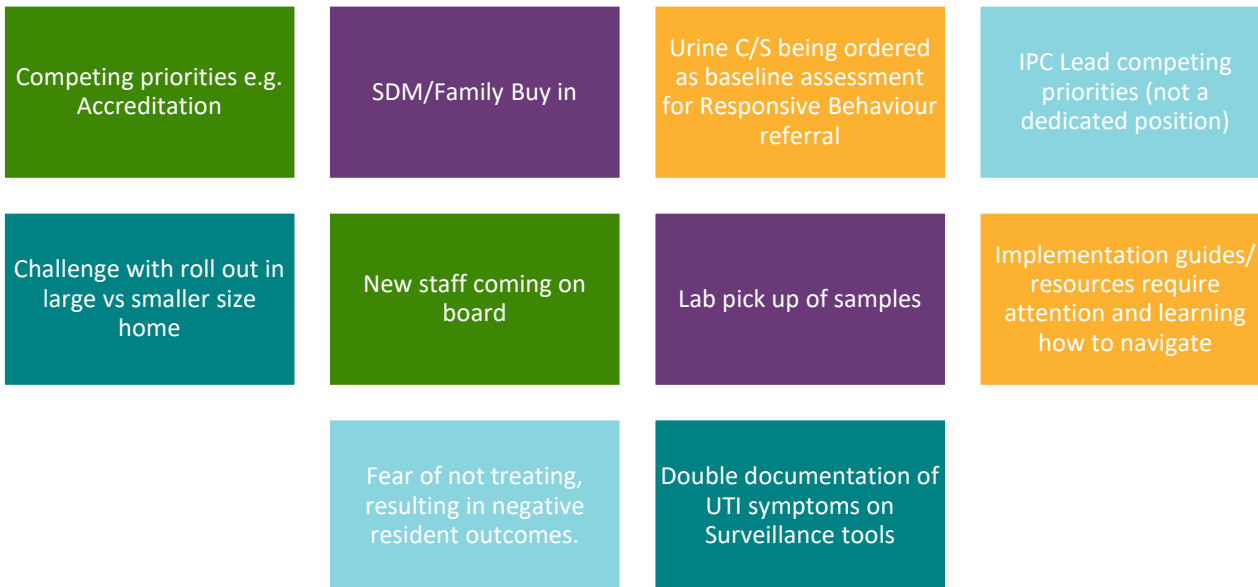 Competing priorities e.g.
Accreditation
SDM/Family Buy in
Urine C/S being ordered
as baseline assessment
for Responsive Behaviour
referral
IPC Lead competing
priorities (not a
dedicated position)
Challenge with roll out in
large vs smaller size
home
New staff coming on
board
Lab pick up of samples
Implementation guides/
resources require
attention and learning
how to navigate
Fear of not treating,
resulting in negative
resident outcomes.
Double documentation of
UTI symptoms on
Surveillance tools